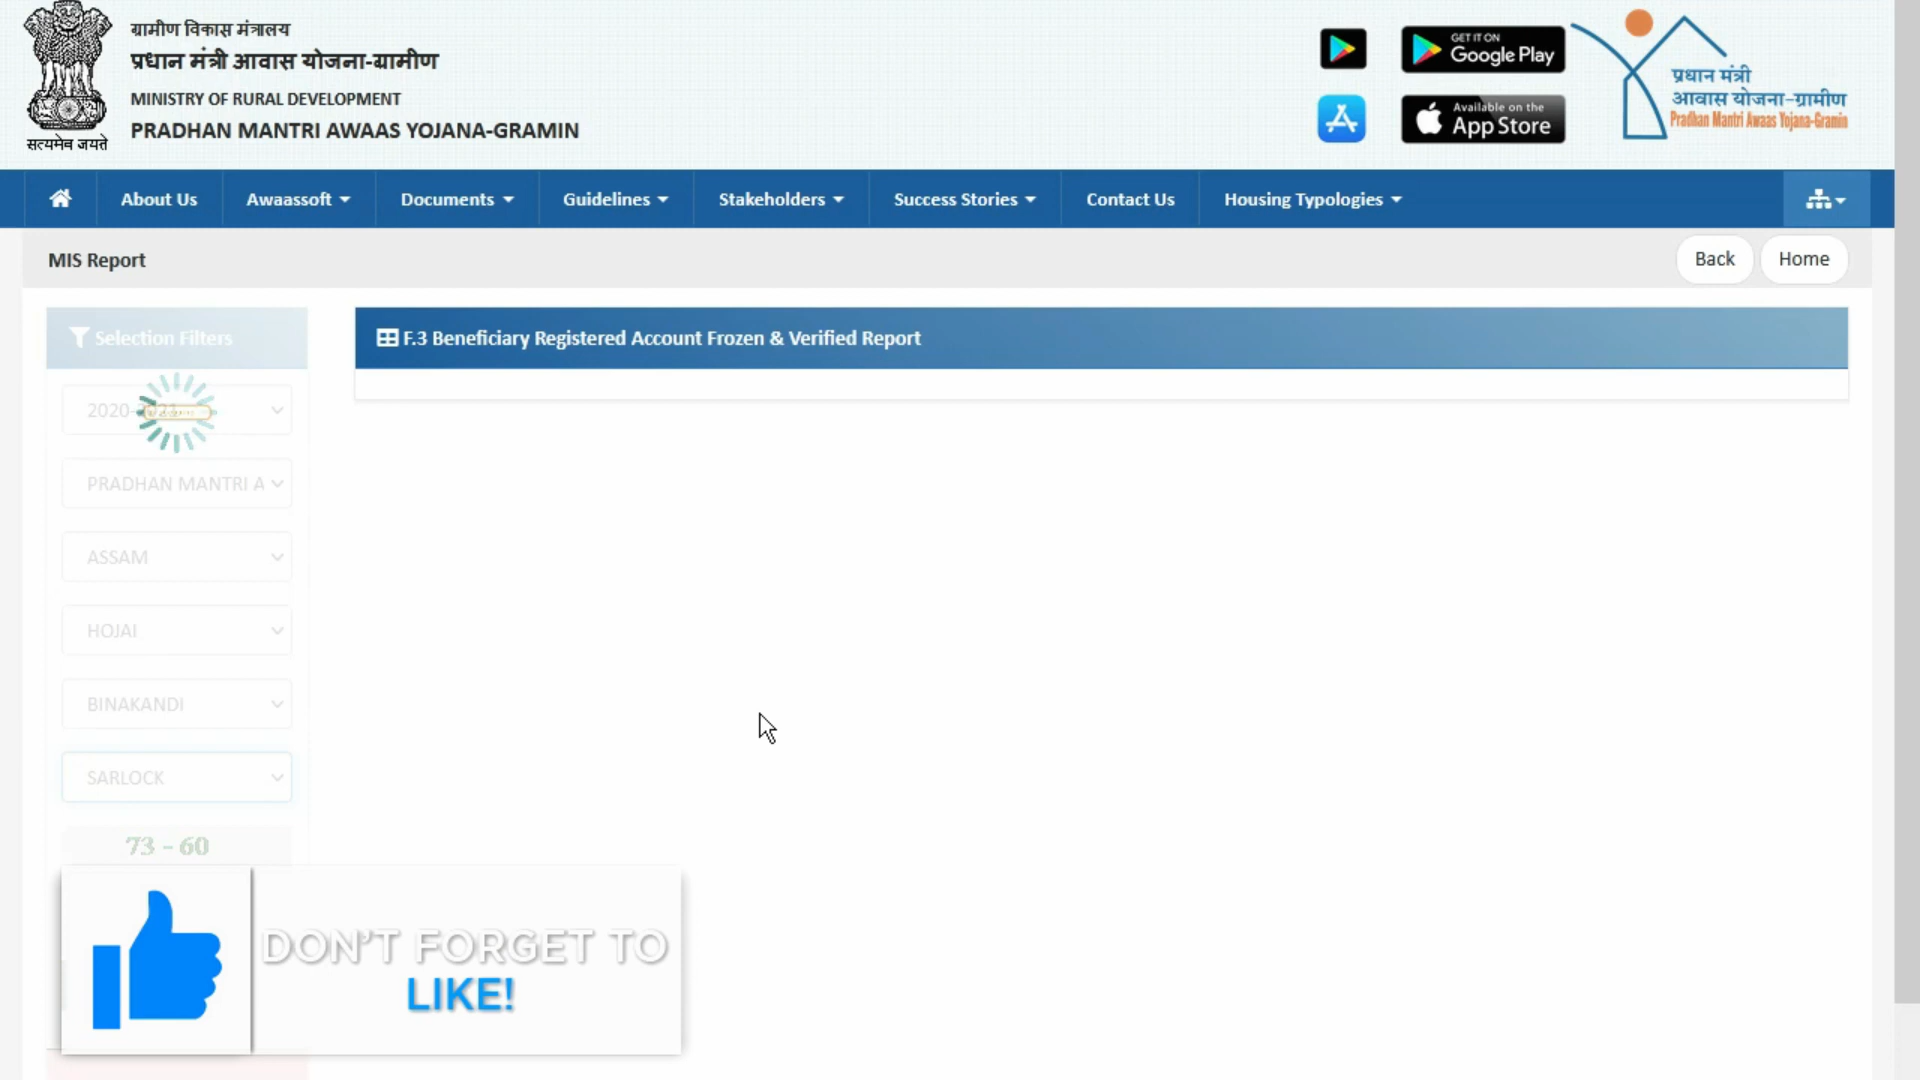 ग्रामीण विकास मंत्रालय
प्रधान मंत्री आवास योजना-ग्रामीण
MINISTRY OF RURAL DEVELOPMENT
PRADHAN MANTRI AWAAS YOJANA-GRAMIN
सत्यमेव जयते
GET IT ON
Google Play
Available on the
App Store
प्रधान मंत्री
आवास योजना-ग्रामीण
Pradhan Mantri Awaas Yojana-Gramin
About Us
Awaassoft
Documents
Guidelines
Stakeholders
Success Stories
Contact Us
Housing Typologies
MIS Report
Back
Home
Selection Filters
F.3 Beneficiary Registered Account Frozen & Verified Report
2020-2021
PRADHAN MANTRI A
ASSAM
HOJAI
BINAKANDI
SARLOCK
73 - 60
DON'T FORGET TO
LIKE!